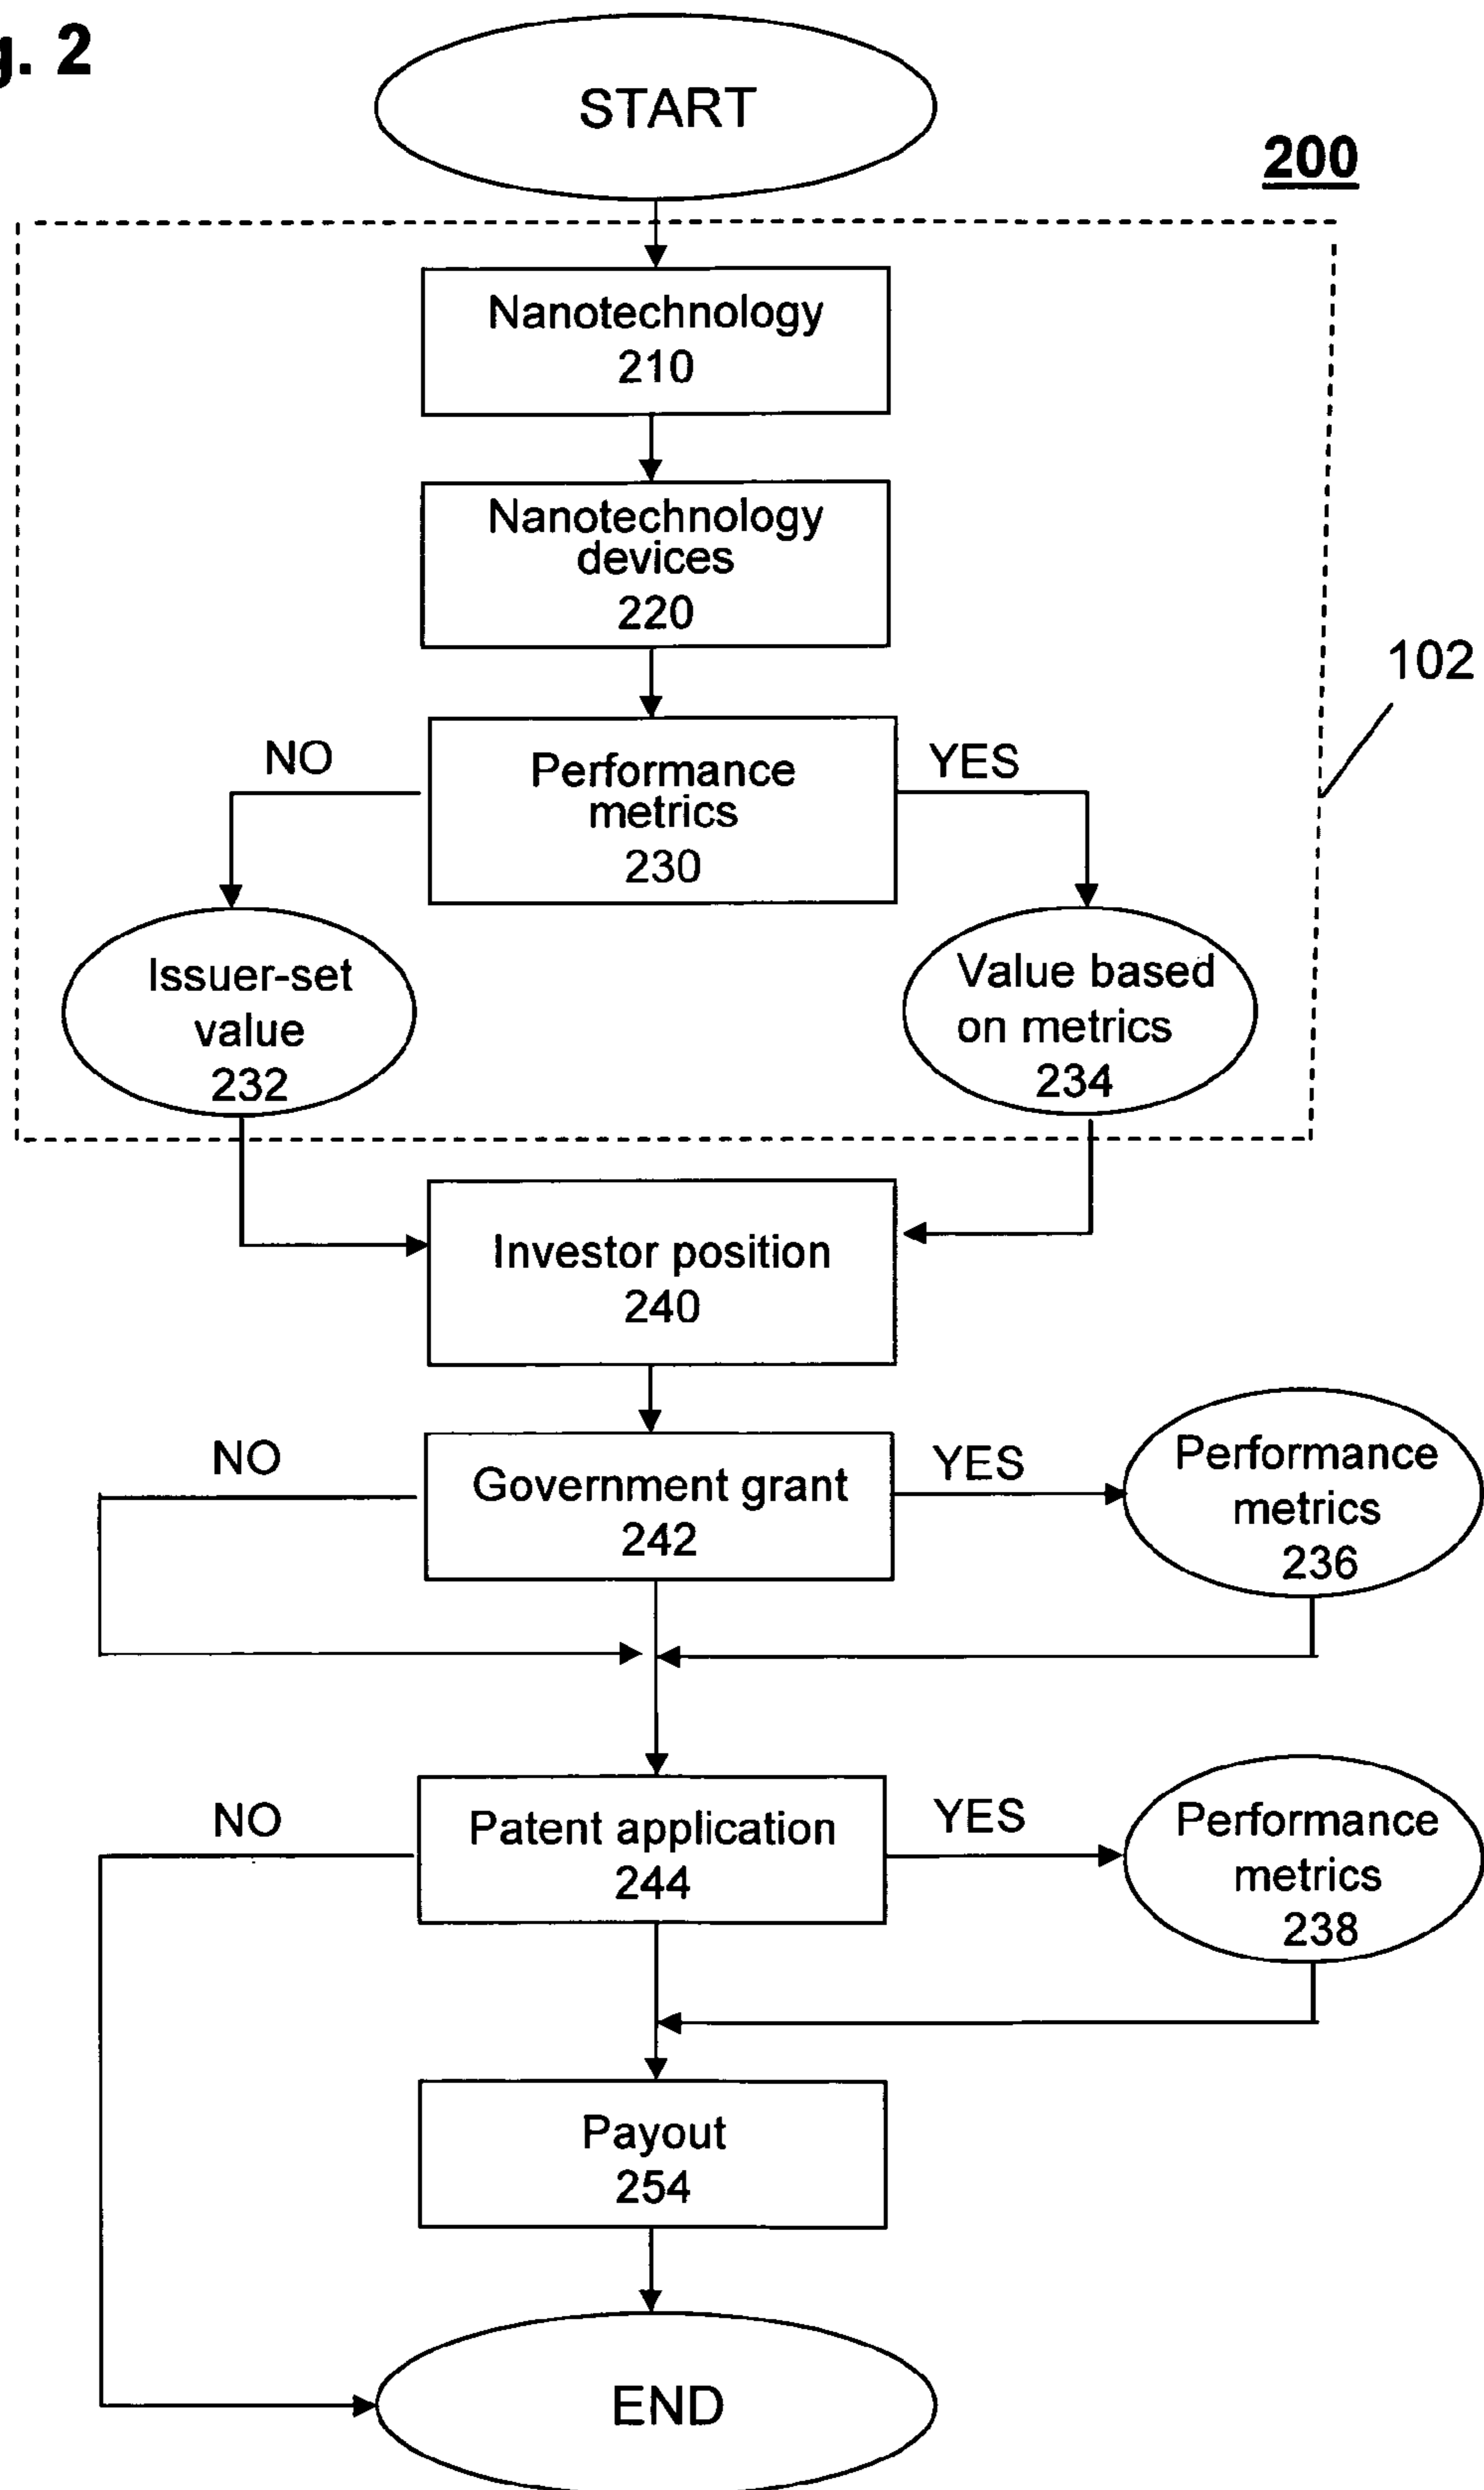 g. 2
START
200
Nanotechnology
210
Nanotechnology
devices
220
102
NO
Performance
metrics
230
YES
Issuer-set
value
232
Value based
on metrics
234
Investor position
240
NO
Government grant
242
YES
Performance
metrics
236
NO
Patent application
244
YES
Performance
metrics
238
Payout
254
END